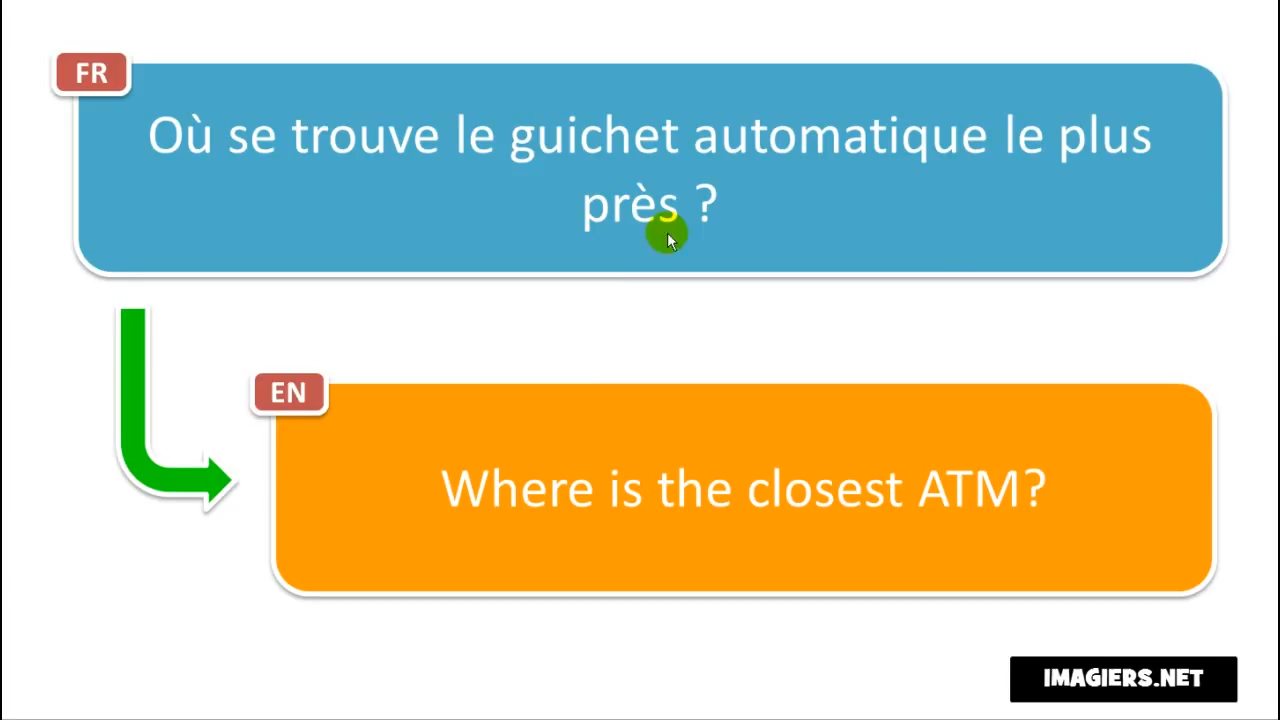 FR
Où se trouve le guichet automatique le plus
près ?
EN
Where is the closest ATM?
IMAGIERS.NET